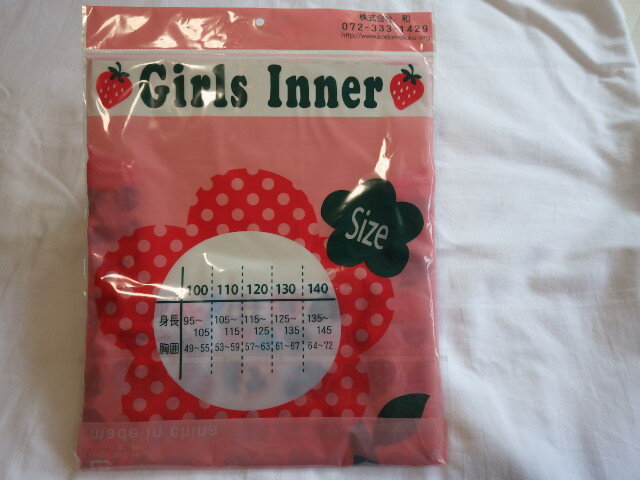 株式会社 和
072-333-1429
Girls Inner
Size
100 110 120 130 140
身長 95~105 105~115 115~125 125~135 135~145
胸囲 49~55 53~59 57~63 61~67 64~72
made in china